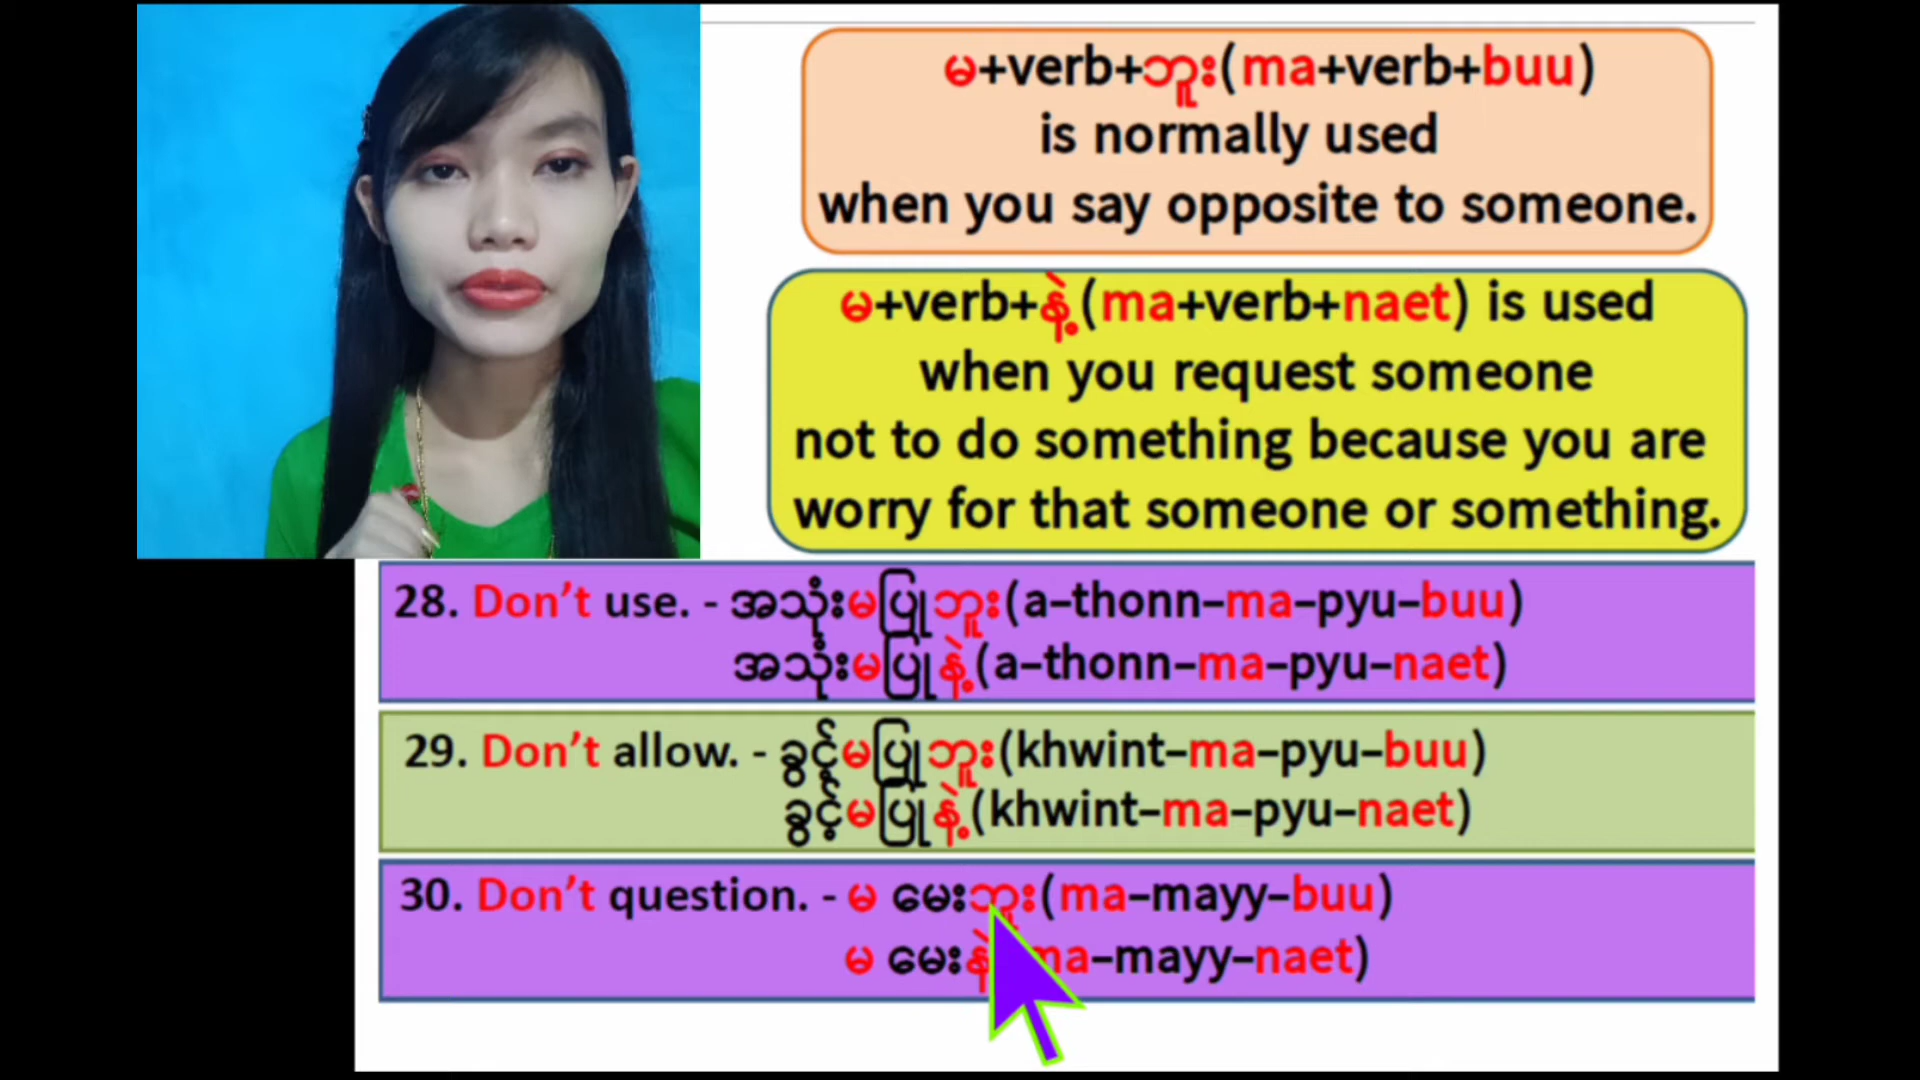 မ+verb+ဘူး(ma+verb+buu)
is normally used
when you say opposite to someone.
မ+verb+နဲ့(ma+verb+naet) is used
when you request someone
not to do something because you are
worry for that someone or something.
28. Don't use. - အသုံးမပြုဘူး(a–thonn–ma–pyu–buu)
အသုံးမပြုနဲ့(a–thonn–ma–pyu–naet)
29. Don't allow. - ခွင့်မပြုဘူး(khwint–ma–pyu–buu)
ခွင့်မပြုနဲ့(khwint–ma–pyu–naet)
30. Don't question. - မ မေးဘူး(ma–mayy–buu)
မ မေးနဲ့(ma–mayy–naet)